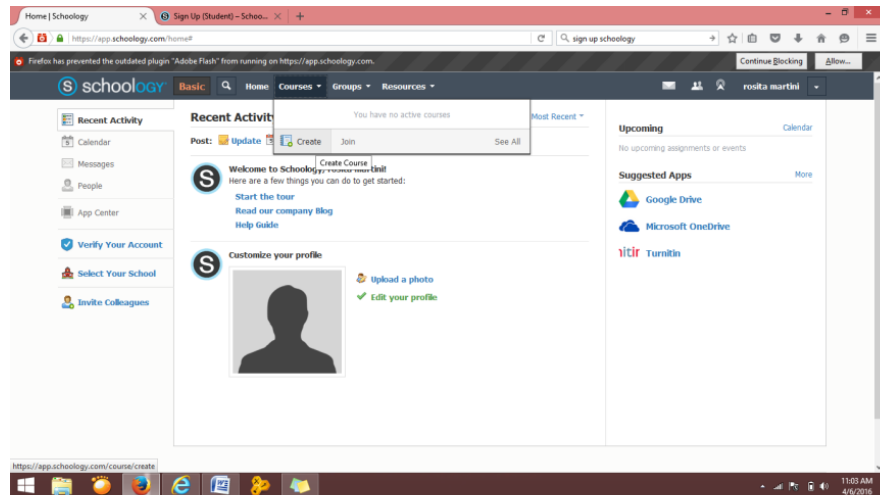 Home | Schoology
Sign Up (Student) – Schoo...
https://app.schoology.com/home#
sign up schoology
Firefox has prevented the outdated plugin "Adobe Flash" from running on https://app.schoology.com.
Continue Blocking
Allow...
S schoology Basic Home Courses Groups Resources rosita martini
Recent Activity
Calendar
Messages
People
App Center
Verify Your Account
Select Your School
Invite Colleagues
Recent Activit
You have no active courses
Most Recent
Post: Update
Create Join See All
Create Course
Welcome to Schoology, rosita martini!
Here are a few things you can do to get started:
Start the tour
Read our company Blog
Help Guide
Customize your profile
Upload a photo
Edit your profile
Upcoming Calendar
No upcoming assignments or events
Suggested Apps More
Google Drive
Microsoft OneDrive
Turnitin
https://app.schoology.com/course/create
11:03 AM
4/6/2016